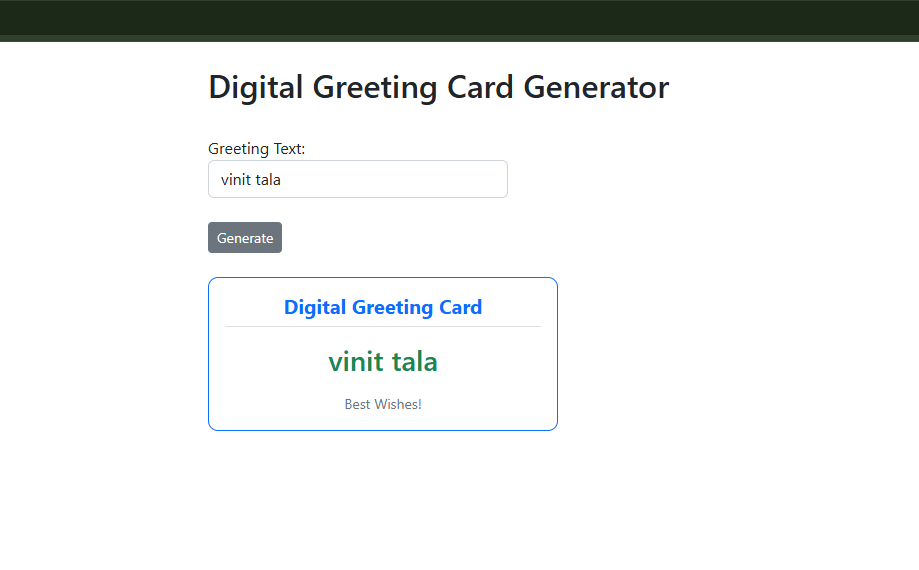 Digital Greeting Card Generator
Greeting Text:
vinit tala
Generate
Digital Greeting Card
vinit tala
Best Wishes!